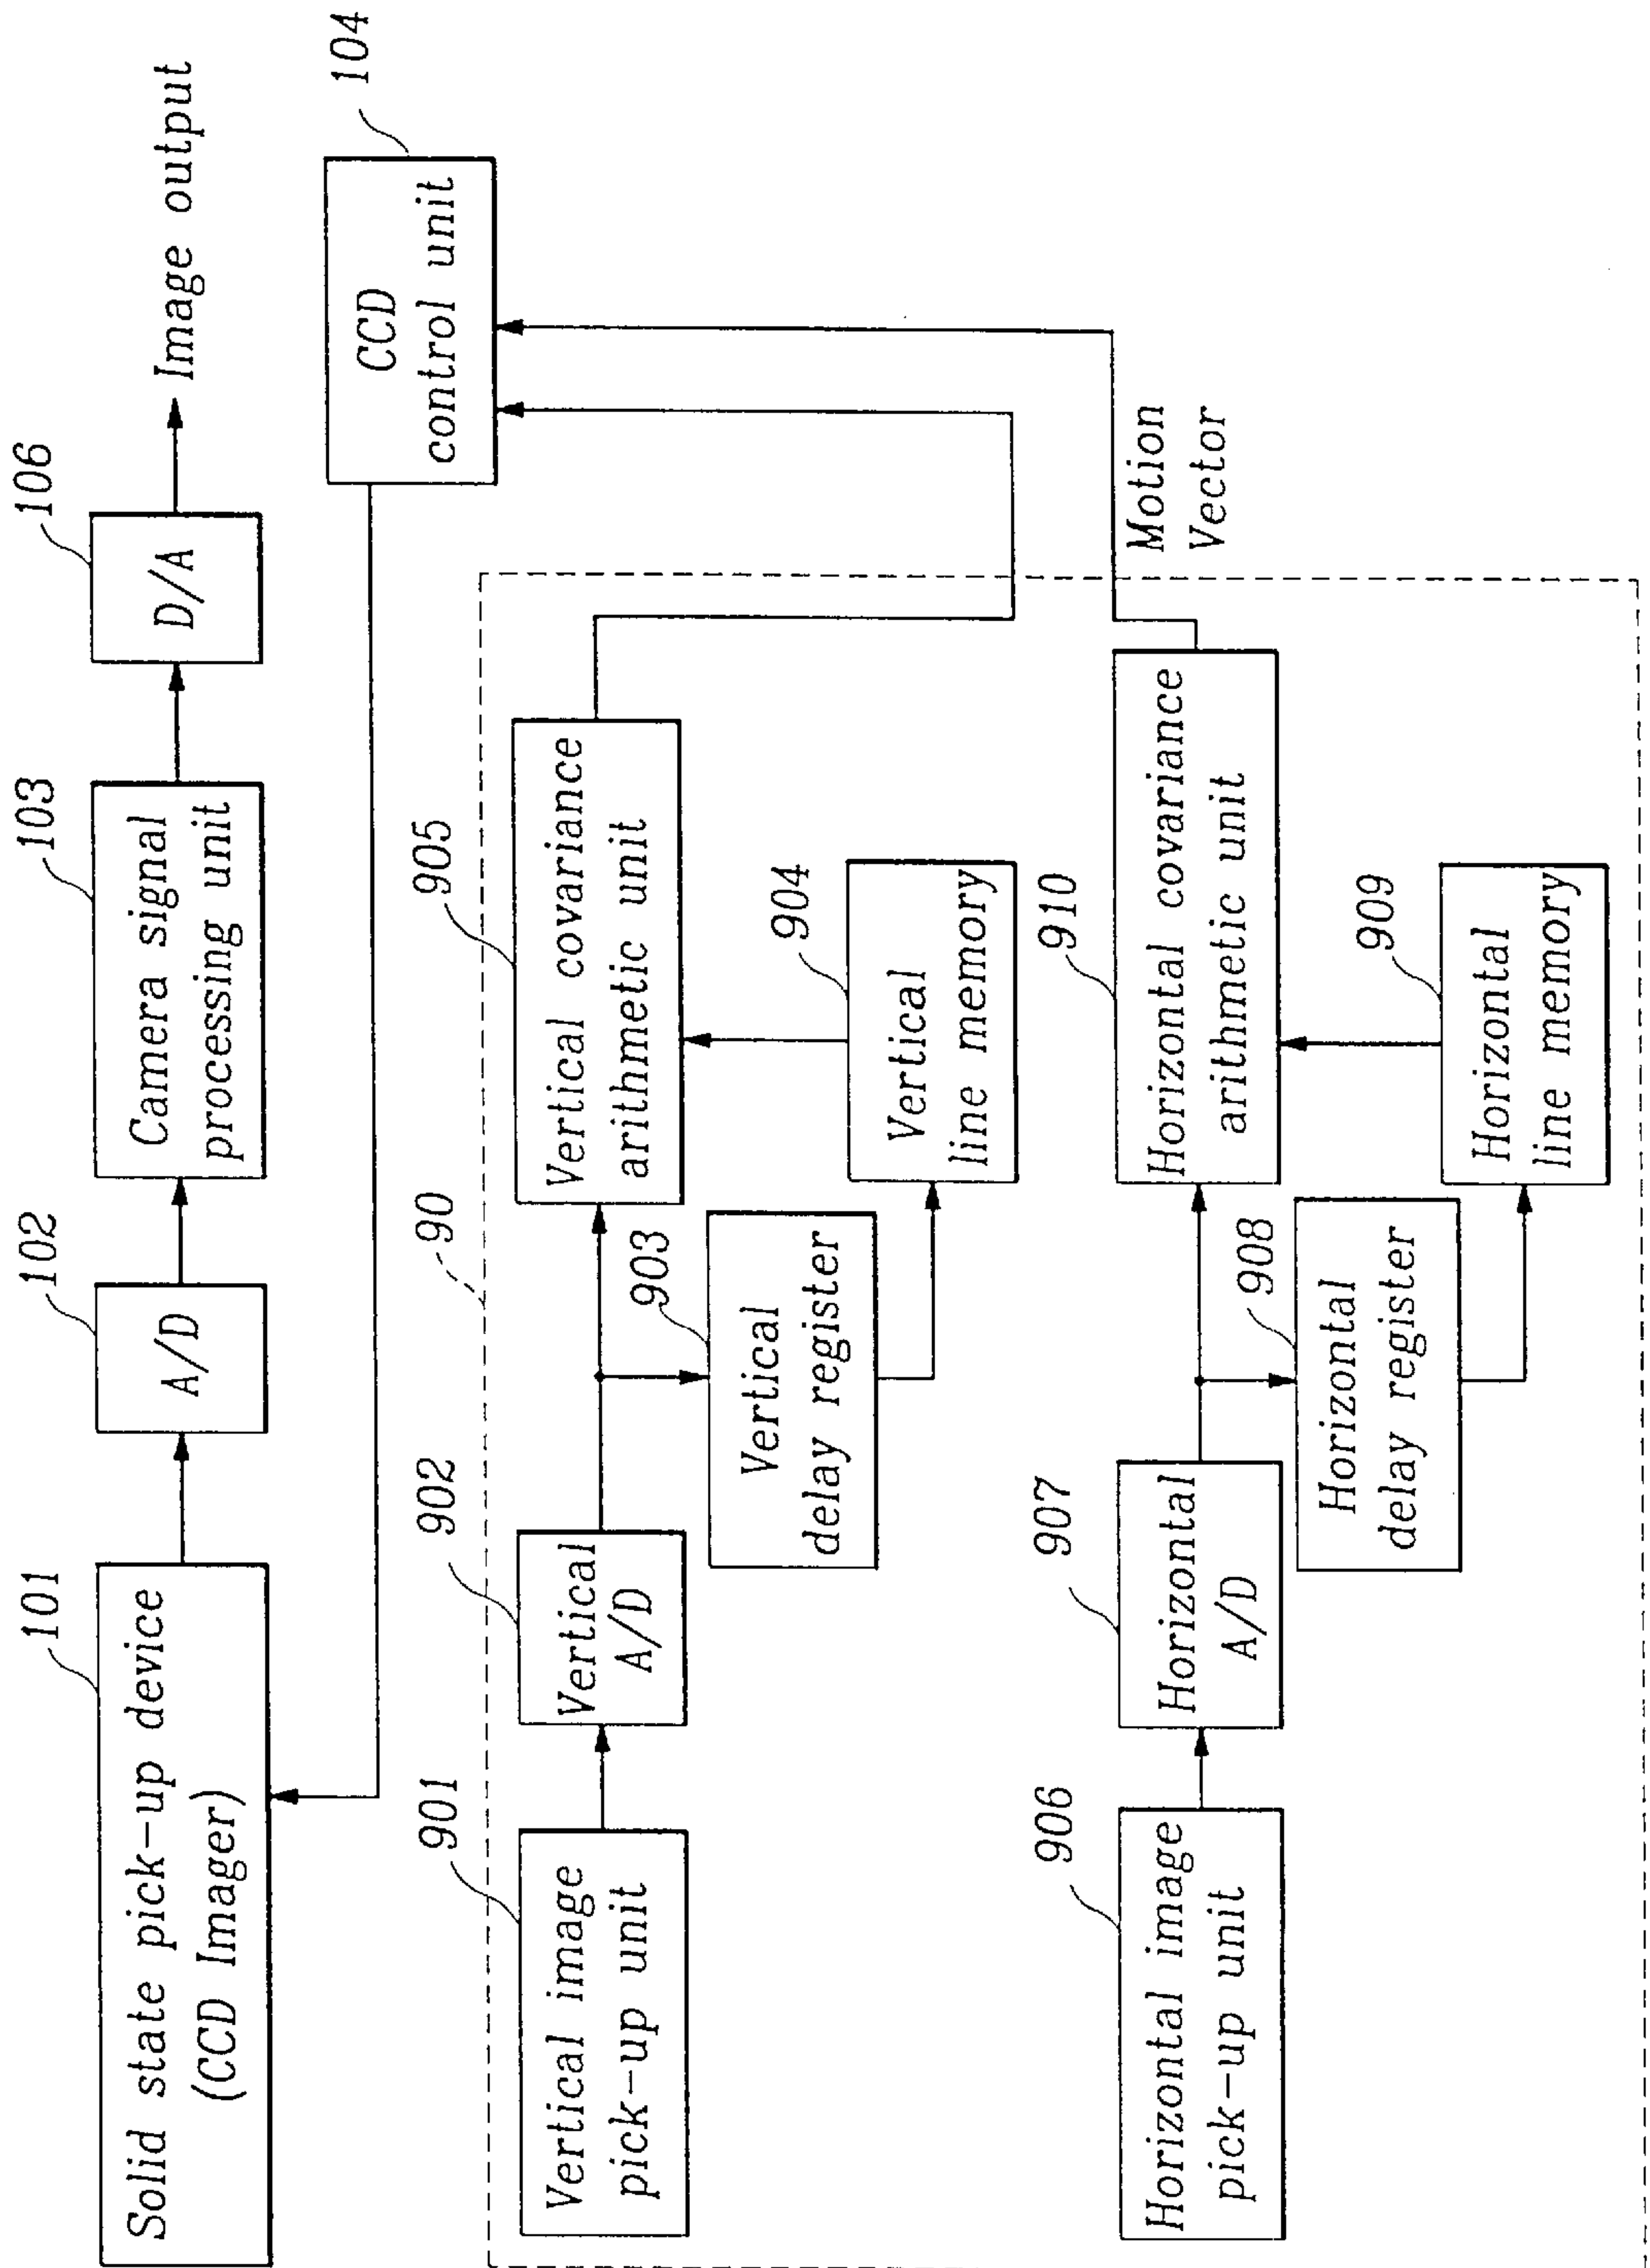 101
Solid state pick-up device
(CCD Imager)
102
A/D
103
Camera signal
processing unit
106
D/A
Image output
104
CCD
control unit
90
901
Vertical image
pick-up unit
902
Vertical
A/D
903
Vertical
delay register
904
Vertical
line memory
905
Vertical covariance
arithmetic unit
Motion
Vector
906
Horizontal image
pick-up unit
907
Horizontal
A/D
908
Horizontal
delay register
909
Horizontal
line memory
910
Horizontal covariance
arithmetic unit